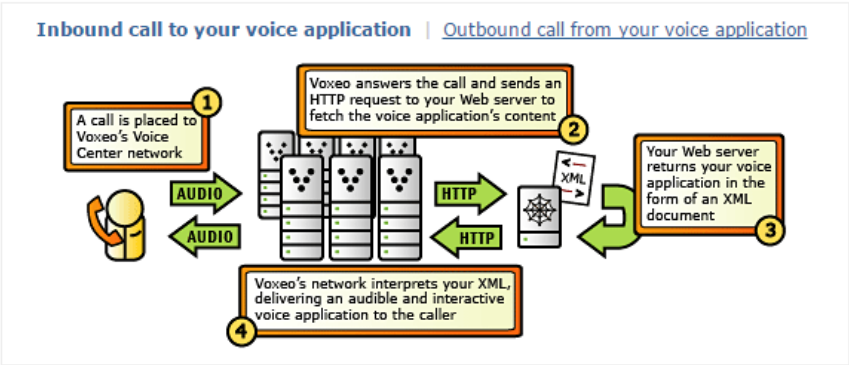 Inbound call to your voice application | Outbound call from your voice application
1
A call is placed to
Voxeo's Voice
Center network
Voxeo answers the call and sends an
HTTP request to your Web server to
fetch the voice application's content
2
Your Web server
returns your voice
application in the
form of an XML
document
3
AUDIO
AUDIO
HTTP
HTTP
< –
XML
– >
Voxeo's network interprets your XML,
delivering an audible and interactive
voice application to the caller
4